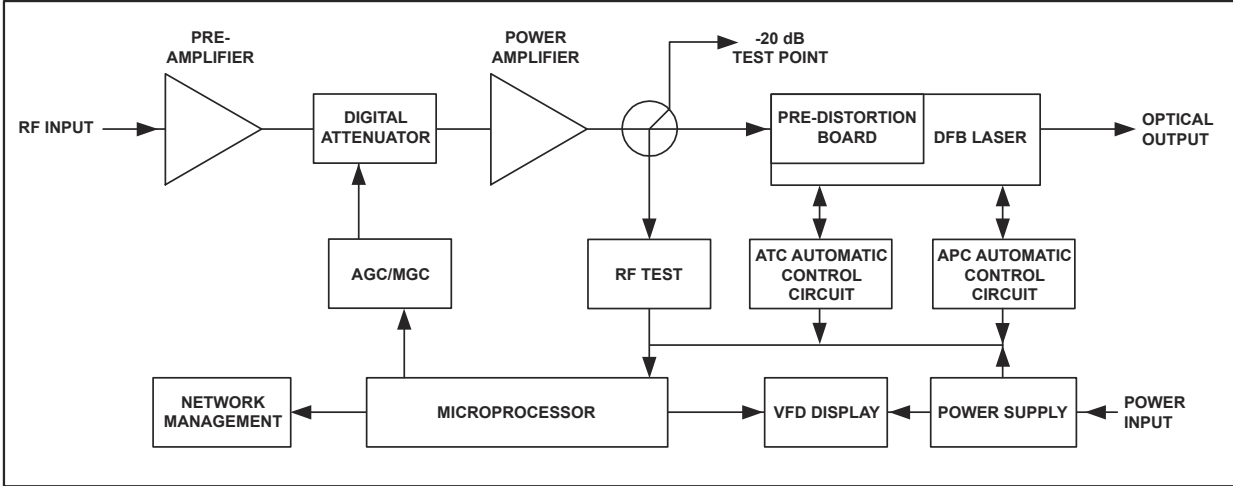 PRE-
AMPLIFIER
POWER
AMPLIFIER
-20 dB
TEST POINT
RF INPUT
DIGITAL
ATTENUATOR
PRE-DISTORTION
BOARD
DFB LASER
OPTICAL
OUTPUT
AGC/MGC
RF TEST
ATC AUTOMATIC
CONTROL
CIRCUIT
APC AUTOMATIC
CONTROL
CIRCUIT
NETWORK
MANAGEMENT
MICROPROCESSOR
VFD DISPLAY
POWER SUPPLY
POWER
INPUT